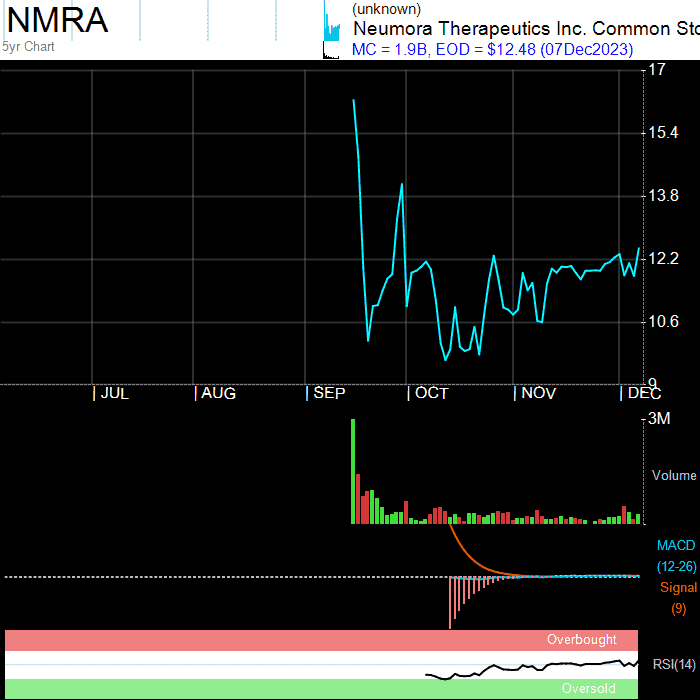 NMRA
5yr Chart
(unknown)
Neumora Therapeutics Inc. Common Sto
MC = 1.9B, EOD = $12.48 (07Dec2023)
17
15.4
13.8
12.2
10.6
9
JUL
AUG
SEP
OCT
NOV
DEC
3M
Volume
MACD
(12-26)
Signal
(9)
Overbought
RSI(14)
Oversold